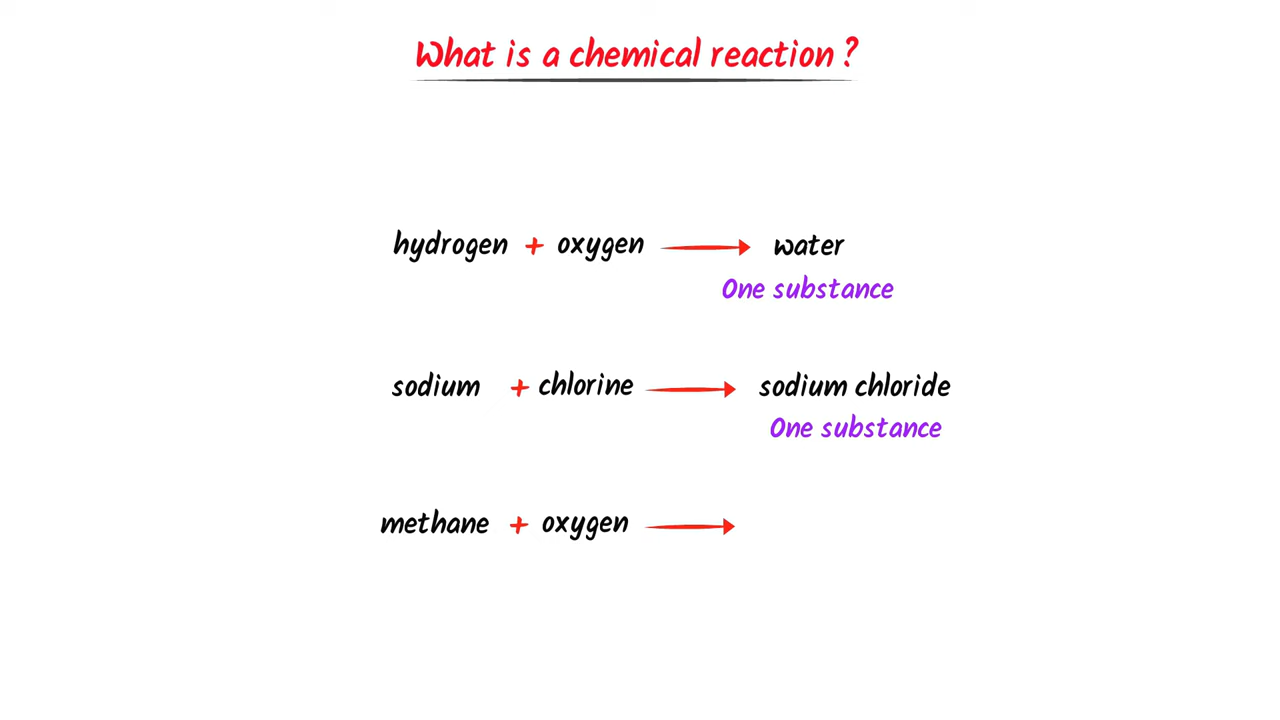 What is a chemical reaction ?
hydrogen + oxygen → water
One substance
sodium + chlorine → sodium chloride
One substance
methane + oxygen →